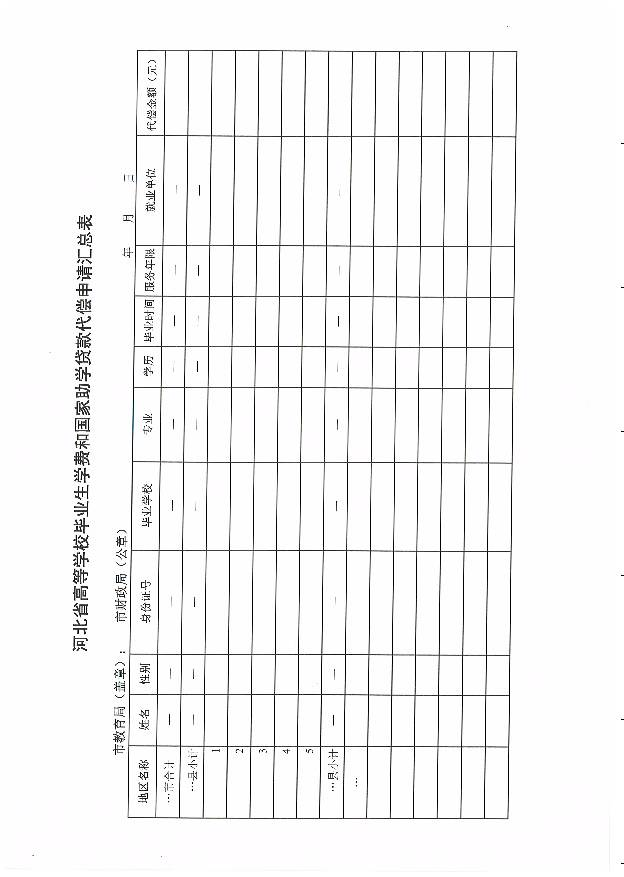 河北省高等学校毕业生学费和国家助学贷款代偿申请汇总表
市教育局（盖章）： 市财政局（公章） 年 月 日
地区名称 姓名 性别 身份证号 毕业学校 专业 学历 毕业时间 服务年限 就业单位 代偿金额（元）
…市合计 — — — — — — — — —
…县小计 — — — — — — — — —
1
2
3
4
5
…县小计 — — — — — — — — —
…